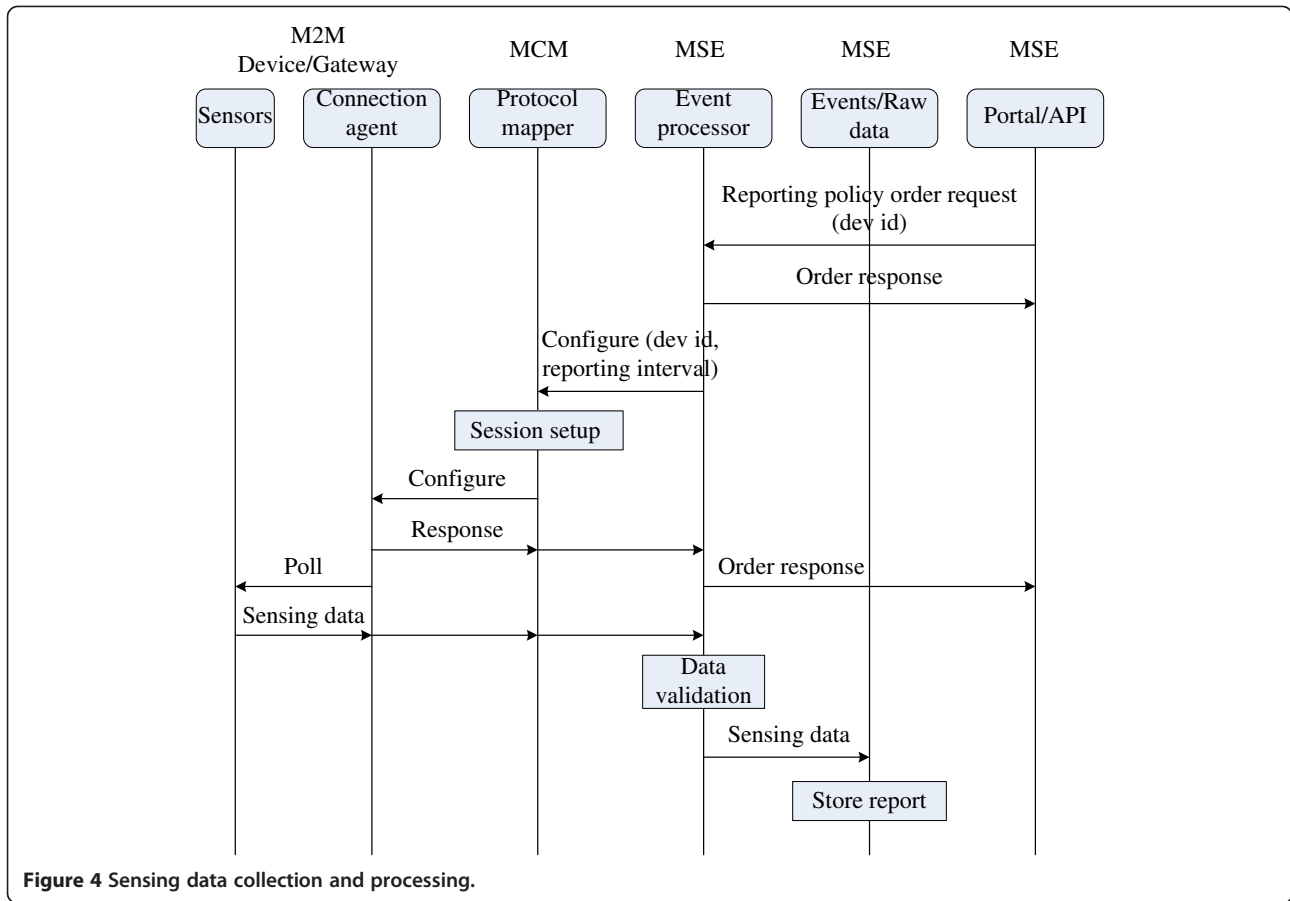 M2M
Device/Gateway
MCM
MSE
MSE
MSE
Sensors
Connection
agent
Protocol
mapper
Event
processor
Events/Raw
data
Portal/API
Reporting policy order request
(dev id)
Order response
Configure (dev id,
reporting interval)
Session setup
Configure
Response
Poll
Order response
Sensing data
Data
validation
Sensing data
Store report
Figure 4 Sensing data collection and processing.